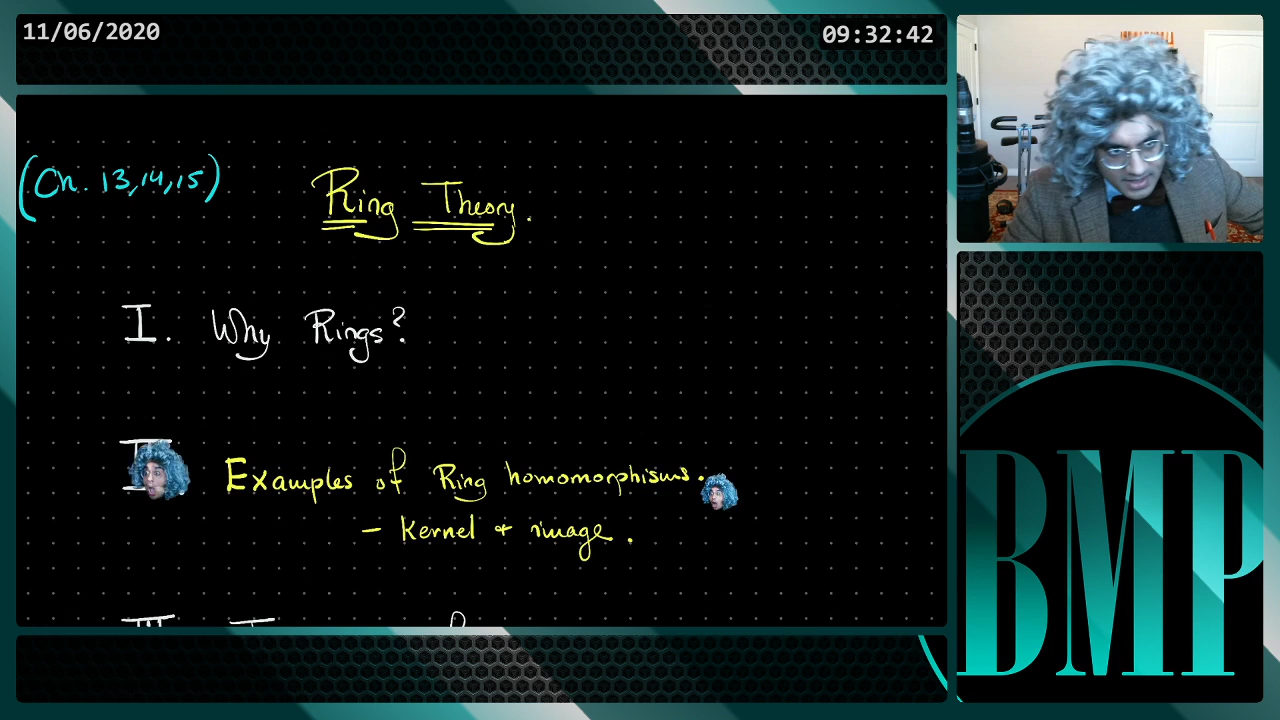 11/06/2020
09:32:42
(Ch. 13,14,15)
Ring Theory.
I. Why Rings?
Examples of Ring homomorphisms.
- Kernel + image.
III
BMP